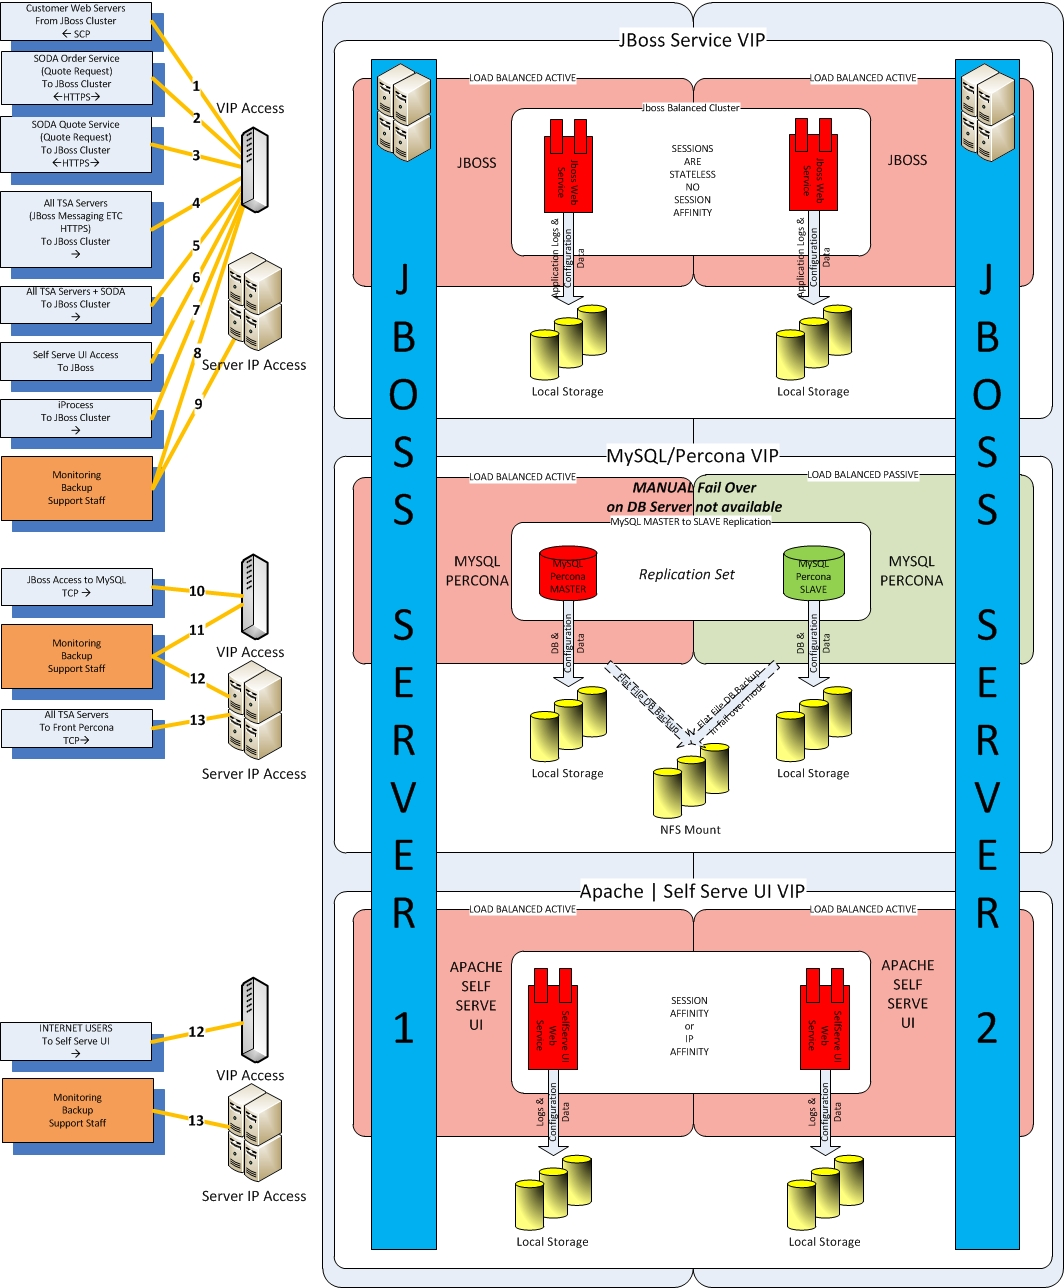 Customer Web Servers
From JBoss Cluster
← SCP
SODA Order Service
(Quote Request)
To JBoss Cluster
←HTTPS→
SODA Quote Service
(Quote Request)
To JBoss Cluster
←HTTPS→
All TSA Servers
(JBoss Messaging ETC
HTTPS)
To JBoss Cluster
→
All TSA Servers + SODA
To JBoss Cluster
→
Self Serve UI Access
To JBoss
iProcess
To JBoss Cluster
→
Monitoring
Backup
Support Staff
1
2
3
4
5
6
7
8
9
VIP Access
Server IP Access
JBoss Access to MySQL
TCP →
Monitoring
Backup
Support Staff
All TSA Servers
To Front Percona
TCP→
10
11
12
13
VIP Access
Server IP Access
INTERNET USERS
To Self Serve UI
→
Monitoring
Backup
Support Staff
12
13
VIP Access
Server IP Access
JBOSS SERVER 1
JBOSS SERVER 2
JBoss Service VIP
LOAD BALANCED ACTIVE
LOAD BALANCED ACTIVE
Jboss Balanced Cluster
JBOSS
JBOSS
Jboss Web
Service
SESSIONS
ARE
STATELESS
NO
SESSION
AFFINITY
Jboss Web
Service
Application Logs &
Configuration
Data
Application Logs &
Configuration
Data
Local Storage
Local Storage
MySQL/Percona VIP
LOAD BALANCED ACTIVE
LOAD BALANCED PASSIVE
MANUAL Fail Over
on DB Server not available
MySQL MASTER to SLAVE Replication
MYSQL
PERCONA
MYSQL
PERCONA
MySQL
Percona
MASTER
Replication Set
MySQL
Percona
SLAVE
DB &
Configuration
Data
DB &
Configuration
Data
Flat File DB Backup
Flat File DB Backup
in fail over mode
Local Storage
Local Storage
NFS Mount
Apache | Self Serve UI VIP
LOAD BALANCED ACTIVE
LOAD BALANCED ACTIVE
APACHE
SELF
SERVE
UI
APACHE
SELF
SERVE
UI
SelfServe UI
Web
Service
SESSION
AFFINITY
or
IP
AFFINITY
SelfServe UI
Web
Service
Logs &
Configuration
Data
Logs &
Configuration
Data
Local Storage
Local Storage